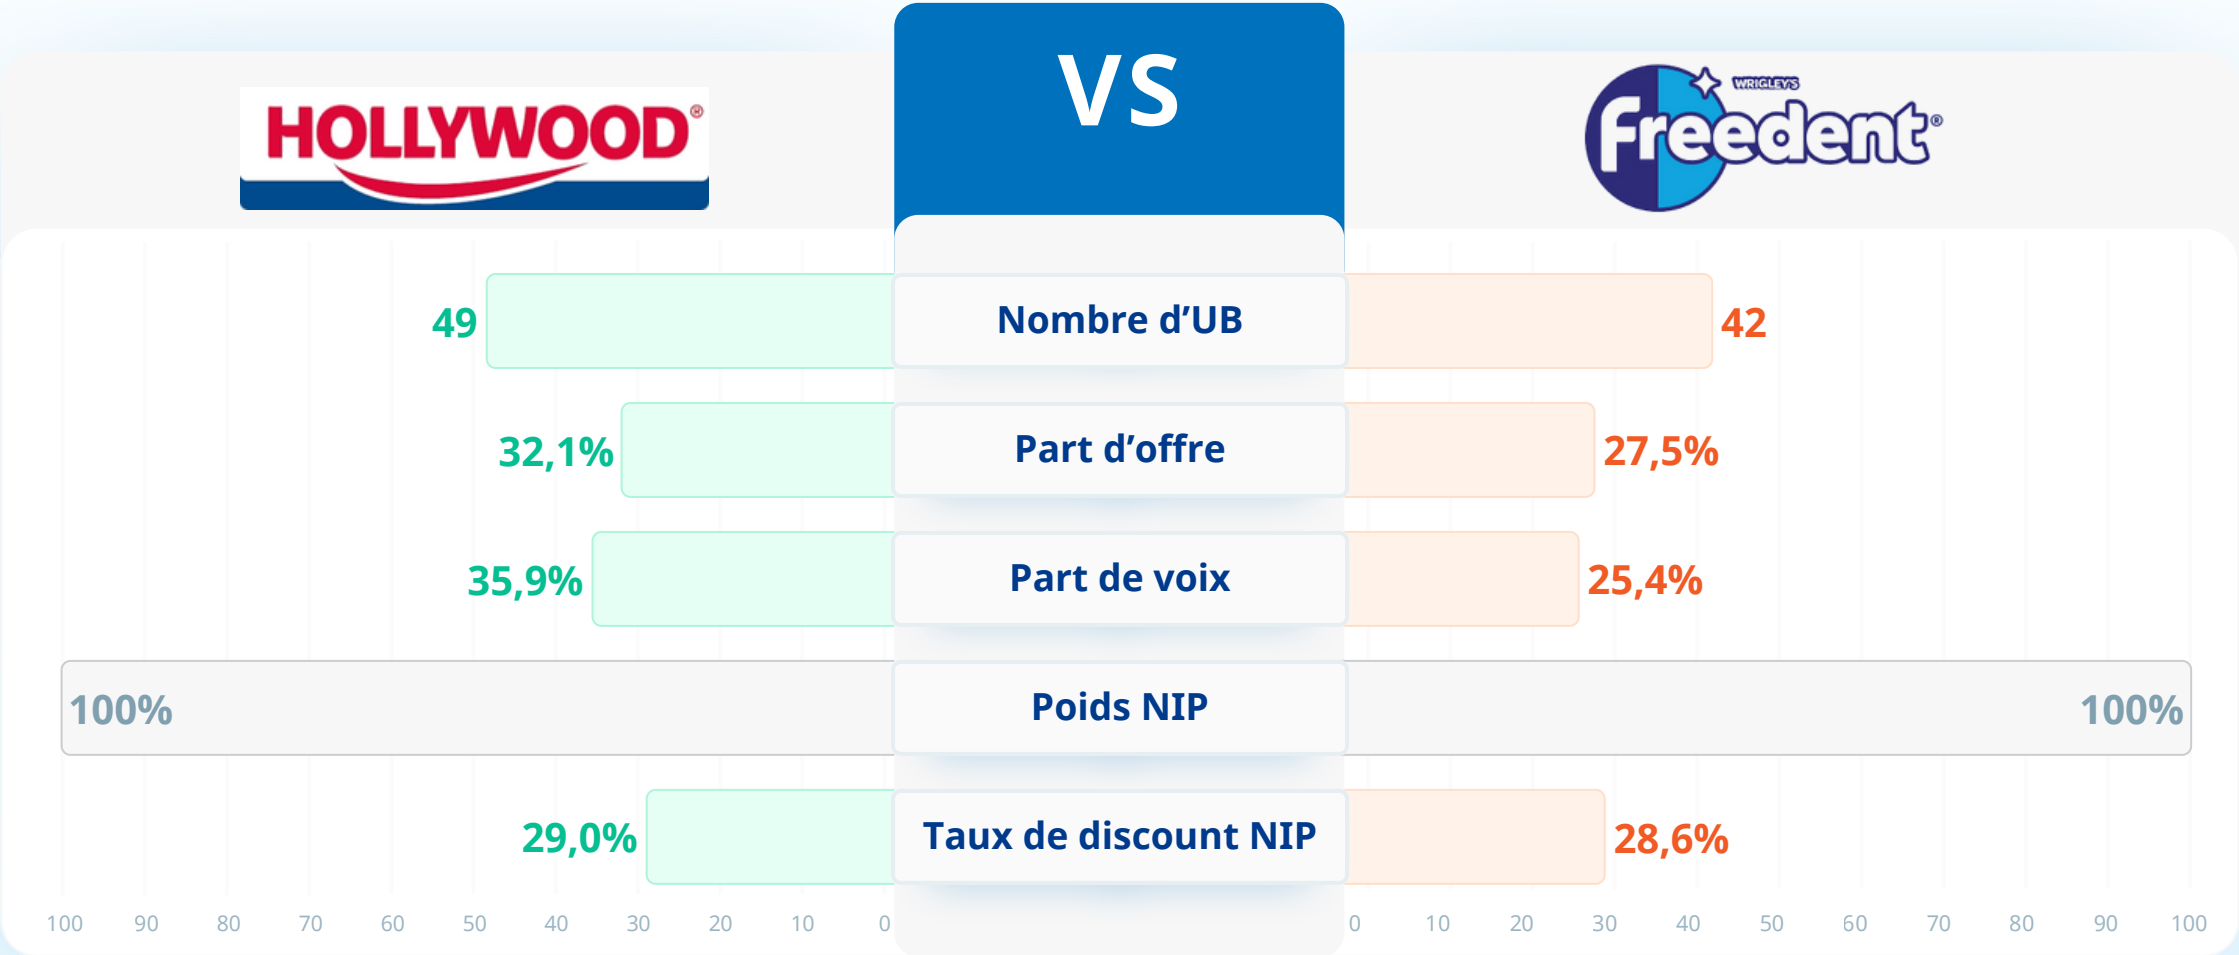 VS
HOLLYWOOD®
WRIGLEY'S
Freedent®
49 Nombre d’UB 42
32,1% Part d’offre 27,5%
35,9% Part de voix 25,4%
100% Poids NIP 100%
29,0% Taux de discount NIP 28,6%
100 90 80 70 60 50 40 30 20 10 0 0 10 20 30 40 50 60 70 80 90 100